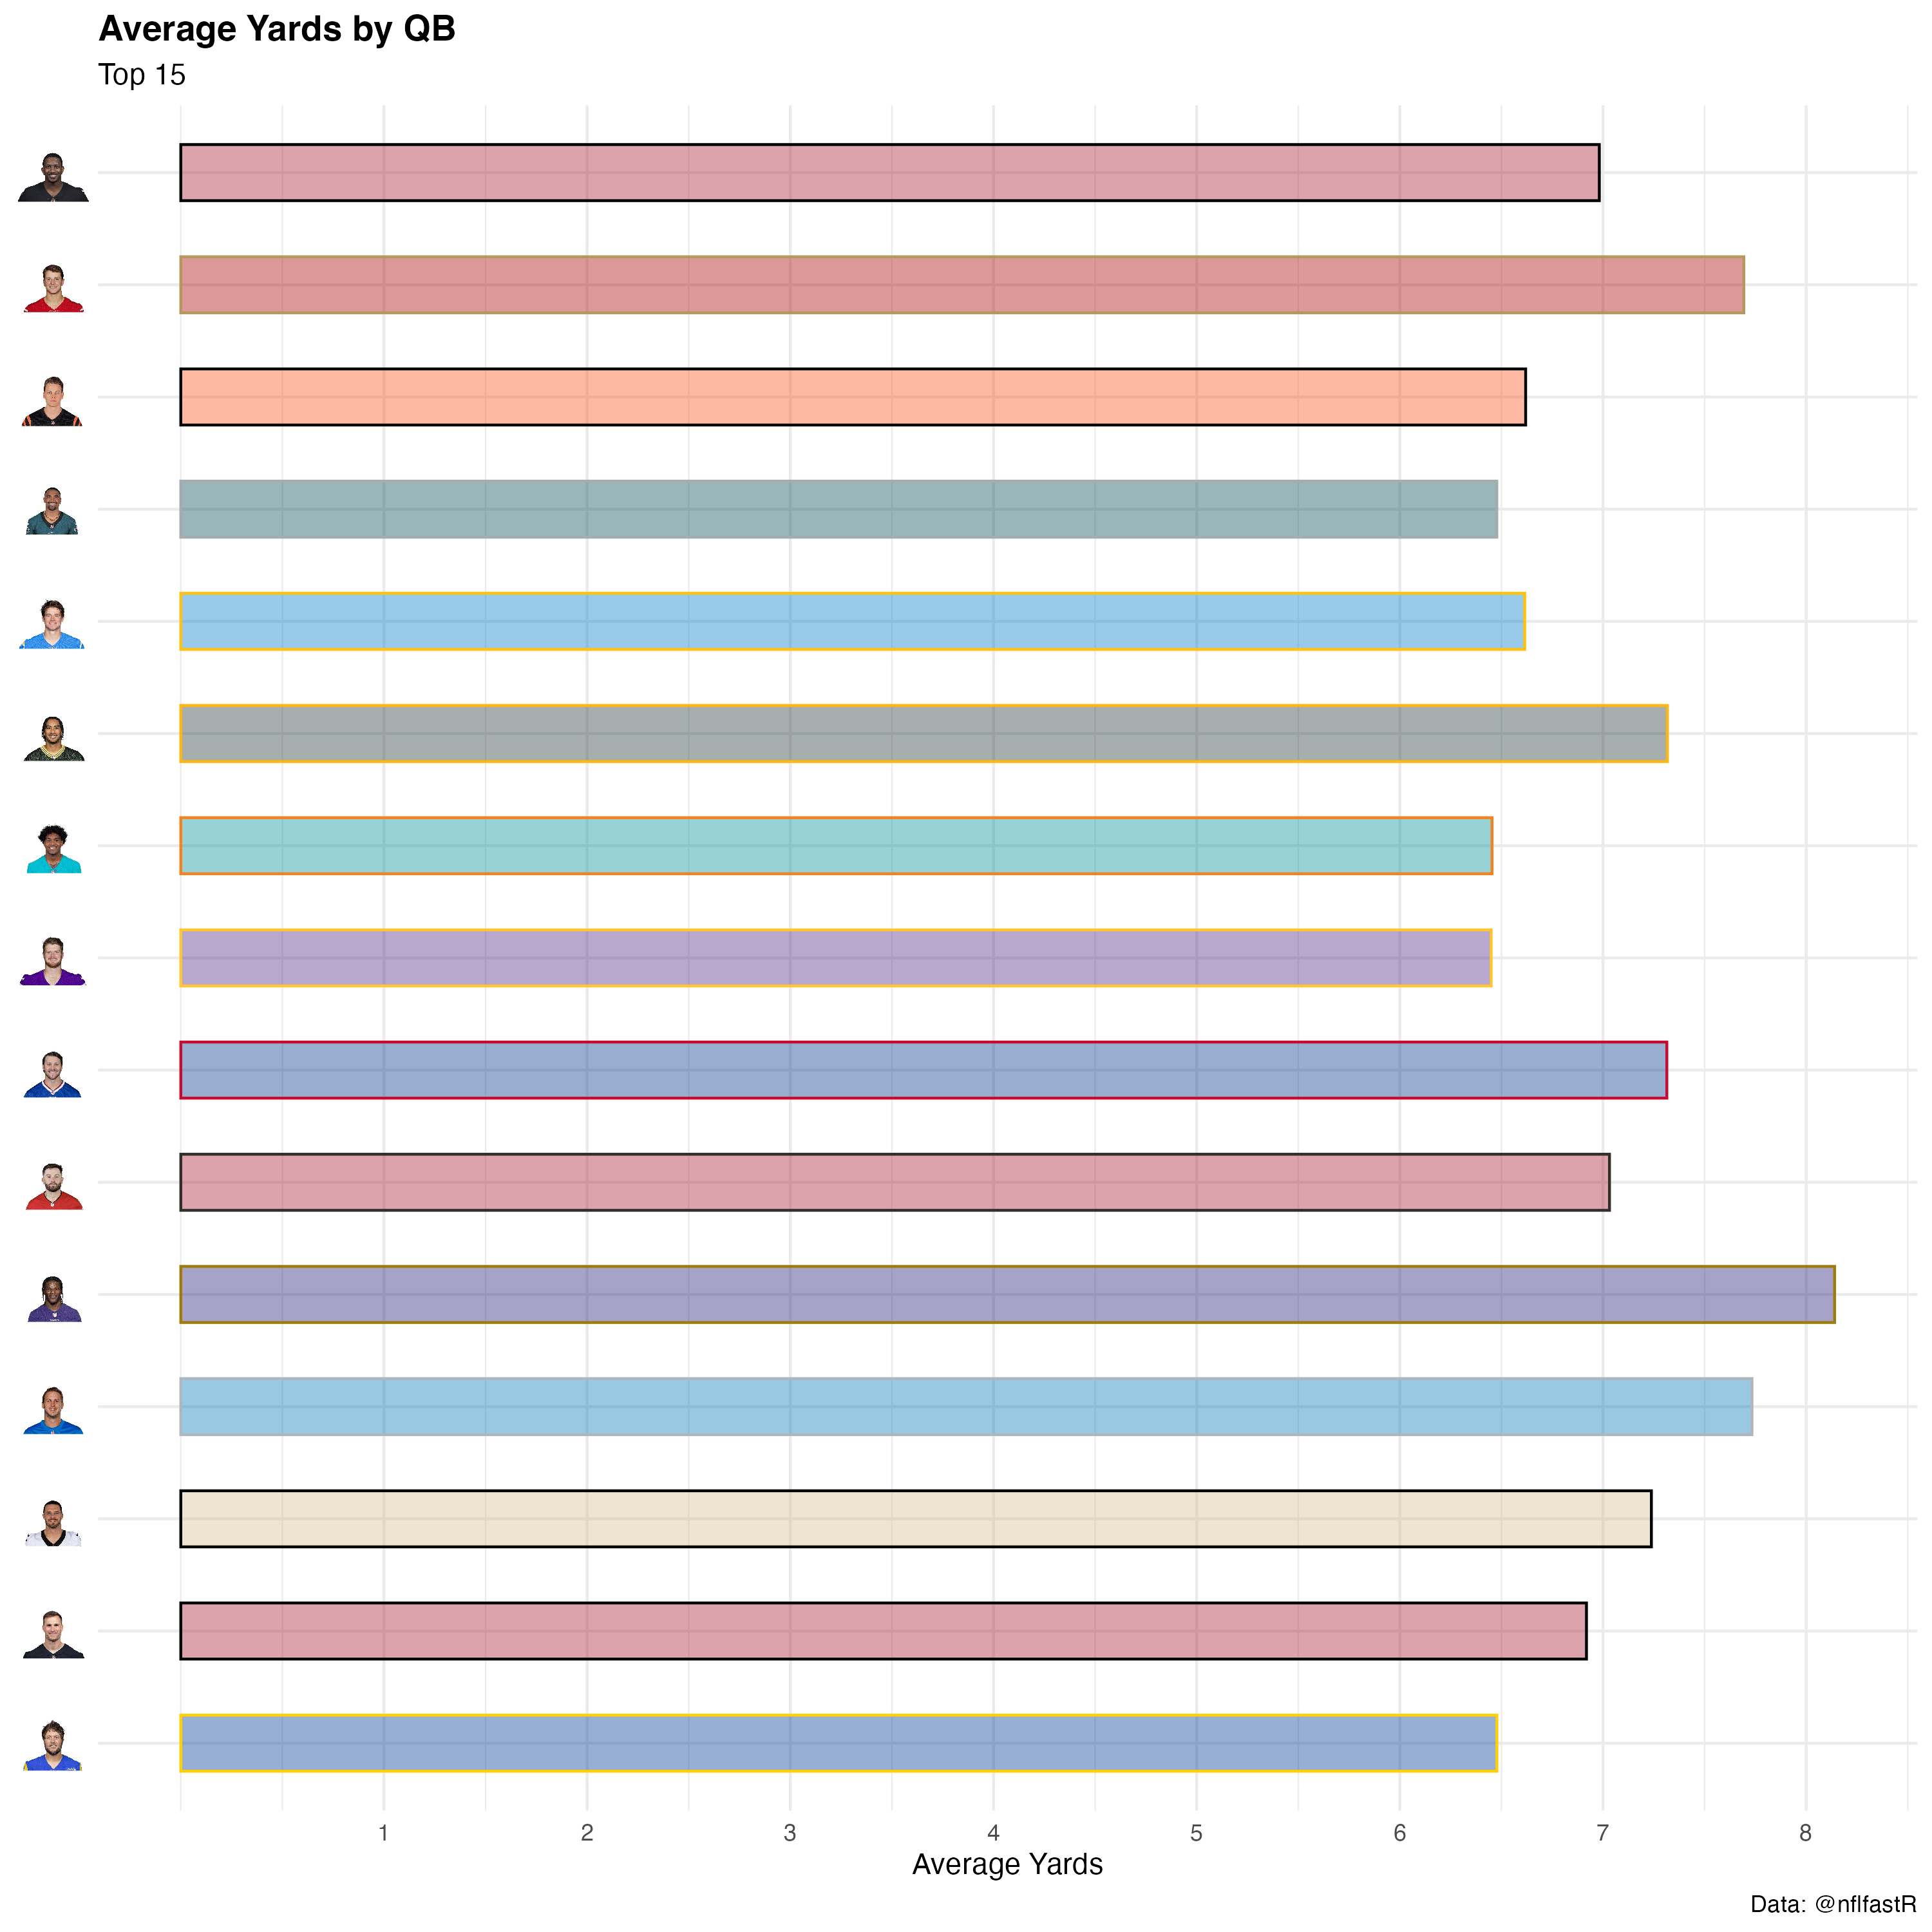 Average Yards by QB
Top 15
1 2 3 4 5 6 7 8
Average Yards
Data: @nflfastR